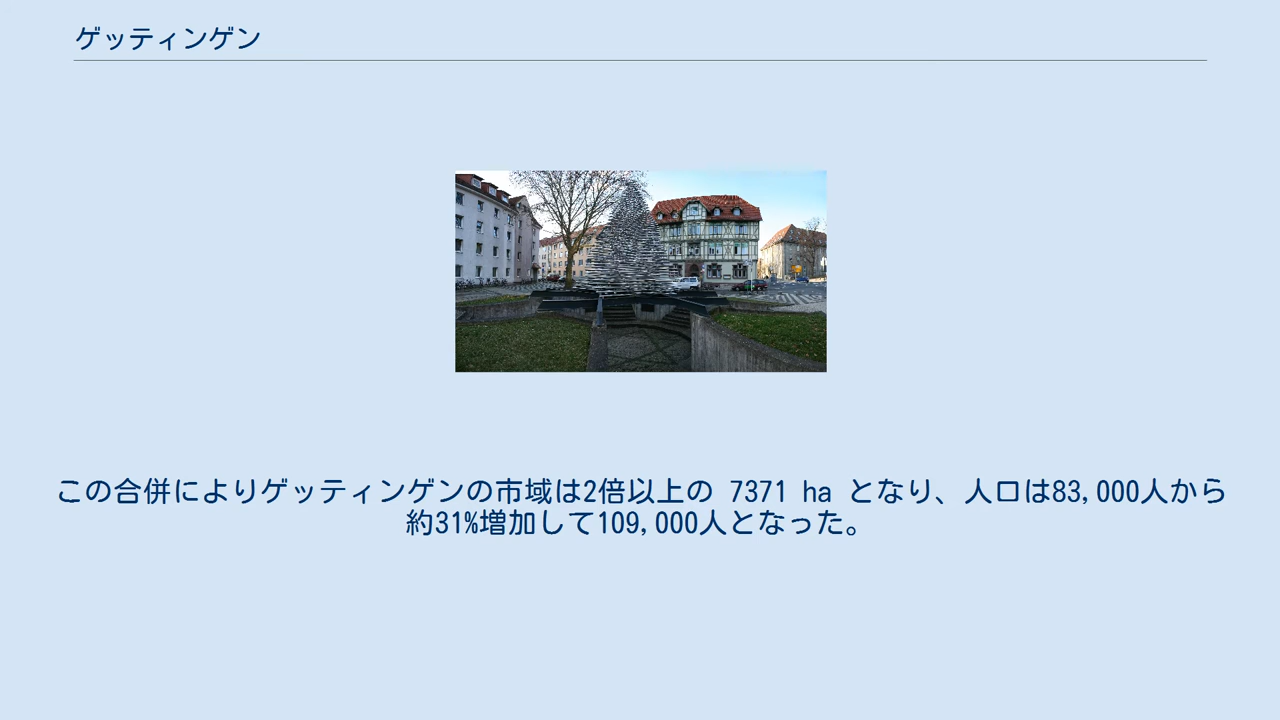 ゲッティンゲン
この合併によりゲッティンゲンの市域は2倍以上の 7371 ha となり、人口は83,000人から
約31%増加して109,000人となった。